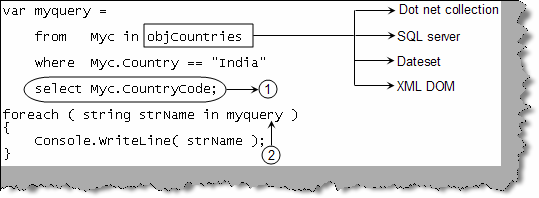 var myquery =
from Myc in objCountries
where Myc.Country == "India"
select Myc.CountryCode;
1
foreach ( string strName in myquery )
{
Console.WriteLine( strName );
2
}
Dot net collection
SQL server
Dateset
XML DOM